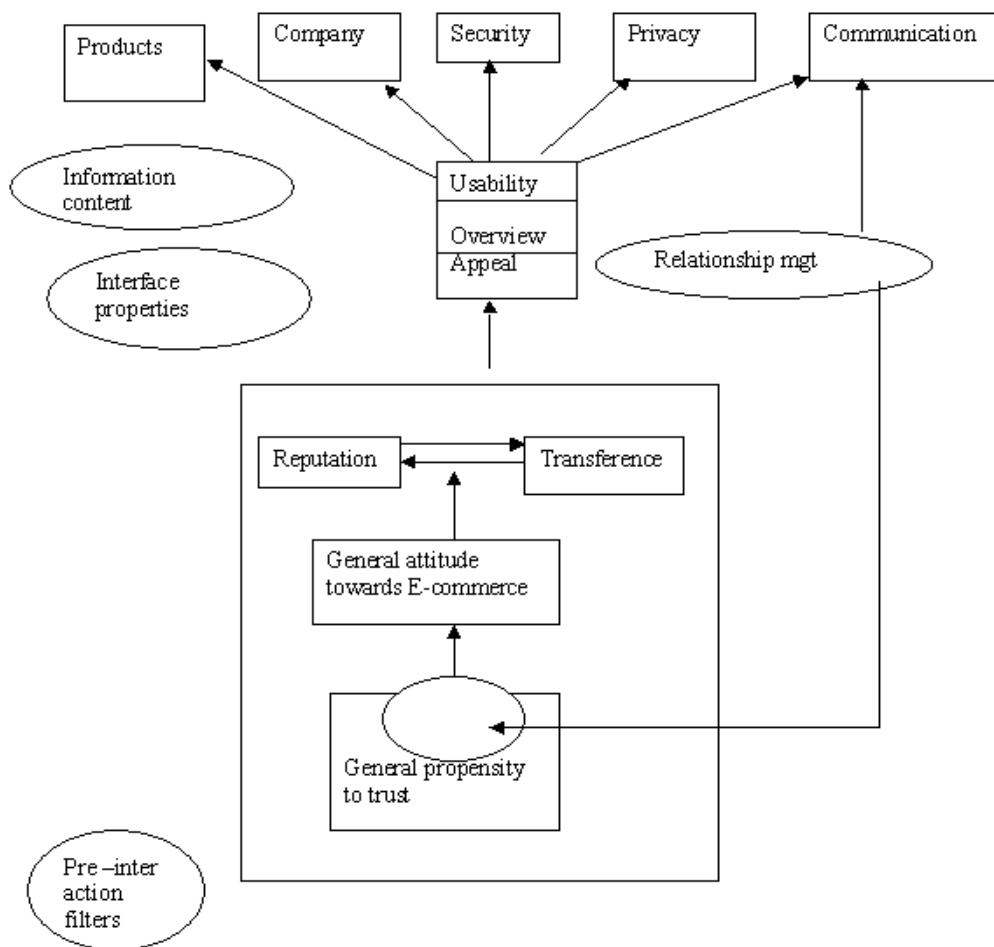 Products
Company
Security
Privacy
Communication
Information
content
Usability
Overview
Appeal
Relationship mgt
Interface
properties
Reputation
Transference
General attitude
towards E-commerce
General propensity
to trust
Pre –inter
action
filters